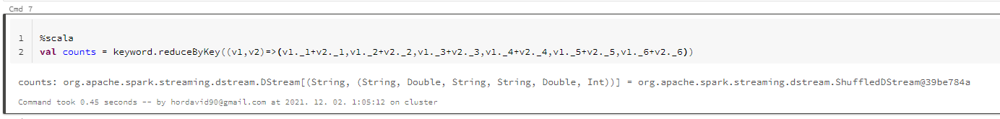 Cmd 7
1 %scala
2 val counts = keyword.reduceByKey((v1,v2)=>(v1._1+v2._1,v1._2+v2._2,v1._3+v2._3,v1._4+v2._4,v1._5+v2._5,v1._6+v2._6))
counts: org.apache.spark.streaming.dstream.DStream[(String, (String, Double, String, String, Double, Int))] = org.apache.spark.streaming.dstream.ShuffledDStream@39be784a
Command took 0.45 seconds -- by hordavid90@gmail.com at 2021. 12. 02. 1:05:12 on cluster